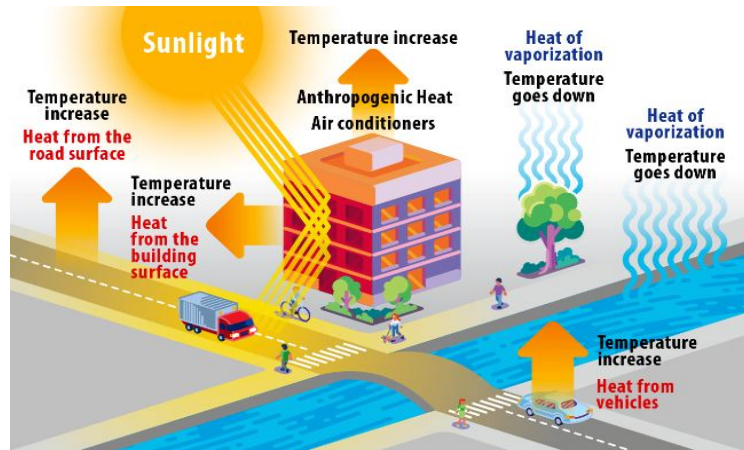 Sunlight
Temperature increase
Anthropogenic Heat
Air conditioners
Heat of
vaporization
Temperature
goes down
Heat of
vaporization
Temperature
goes down
Temperature
increase
Heat from the
road surface
Temperature
increase
Heat
from the
building
surface
Temperature
increase
Heat from
vehicles